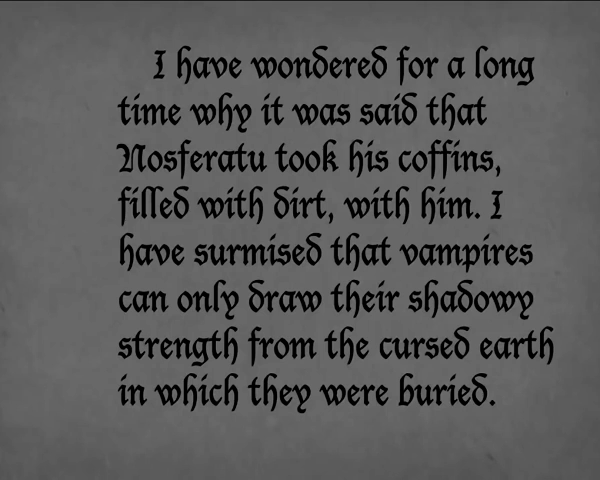 I have wondered for a long
time why it was said that
Nosferatu took his coffins,
filled with dirt, with him. I
have surmised that vampires
can only draw their shadowy
strength from the cursed earth
in which they were buried.